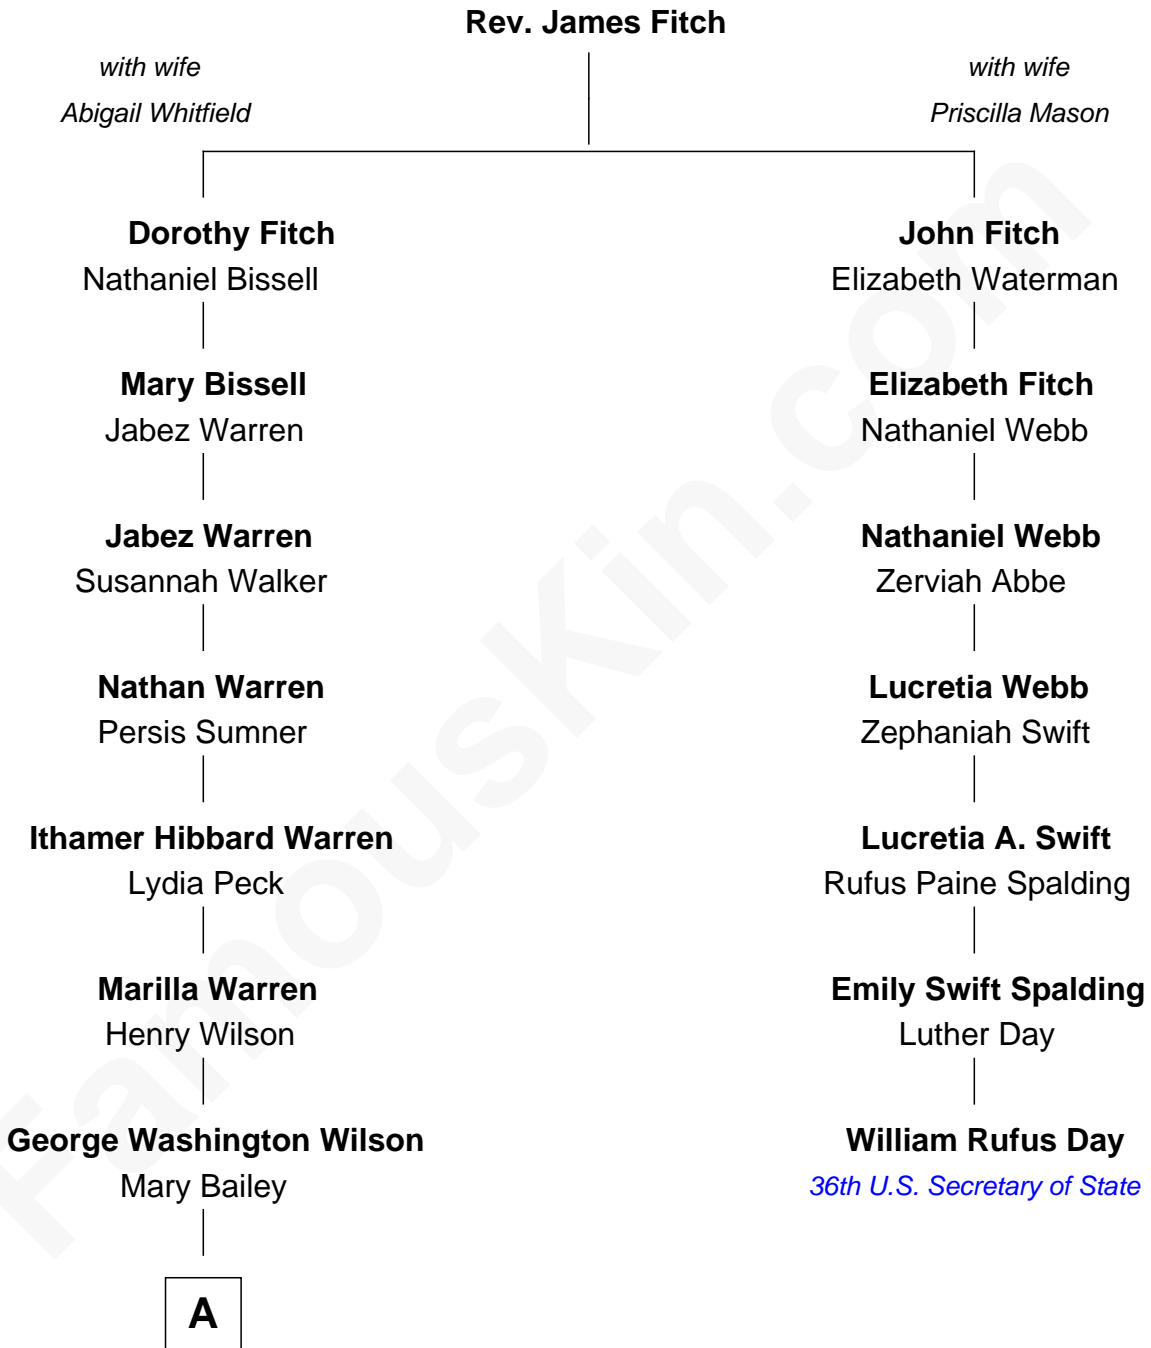 Rev. James Fitch
with wife
Abigail Whitfield
with wife
Priscilla Mason
Dorothy Fitch
Nathaniel Bissell
John Fitch
Elizabeth Waterman
Mary Bissell
Jabez Warren
Elizabeth Fitch
Nathaniel Webb
Jabez Warren
Susannah Walker
Nathaniel Webb
Zerviah Abbe
Nathan Warren
Persis Sumner
Lucretia Webb
Zephaniah Swift
Ithamer Hibbard Warren
Lydia Peck
Lucretia A. Swift
Rufus Paine Spalding
Marilla Warren
Henry Wilson
Emily Swift Spalding
Luther Day
George Washington Wilson
Mary Bailey
William Rufus Day
36th U.S. Secretary of State
A
FamousKin.com